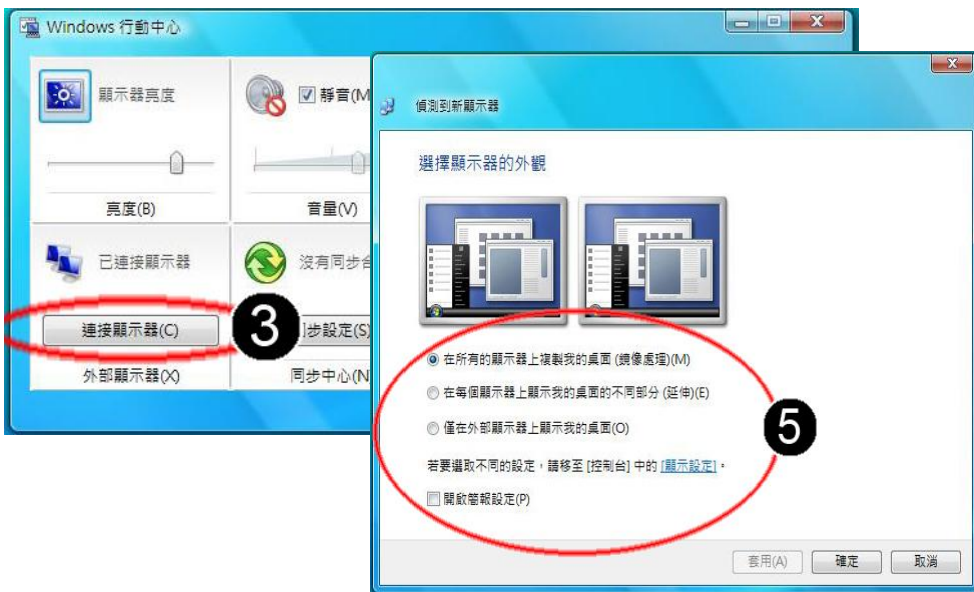 Windows 行動中心
顯示器亮度
靜音(M
亮度(B)
音量(V)
已連接顯示器
沒有同步合
連接顯示器(C)
3
步設定(S)
外部顯示器(X)
同步中心(N
偵測到新顯示器
選擇顯示器的外觀
在所有的顯示器上複製我的桌面 (鏡像處理)(M)
在每個顯示器上顯示我的桌面的不同部分 (延伸)(E)
僅在外部顯示器上顯示我的桌面(O)
5
若要選取不同的設定，請移至 [控制台] 中的 [顯示設定]。
開啟簡報設定(P)
套用(A)
確定
取消